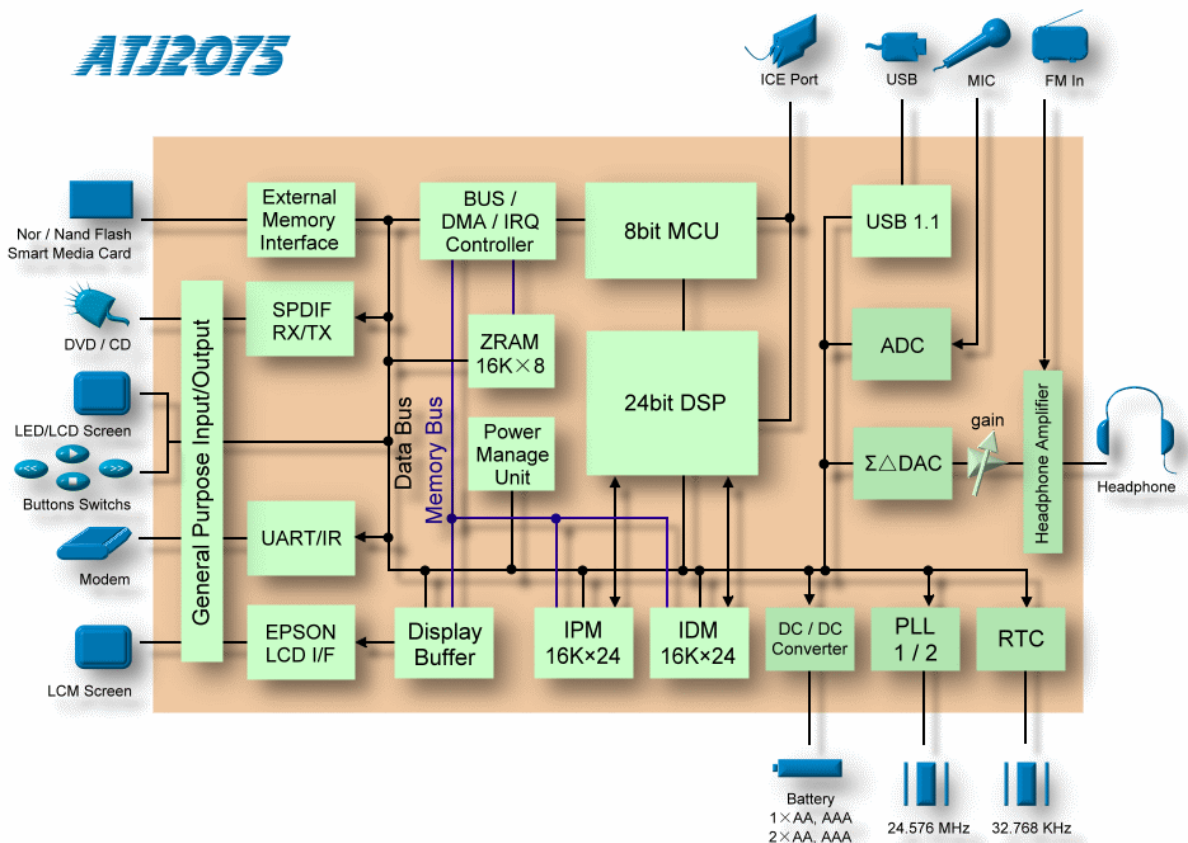 ATJ2075
ICE Port
USB
MIC
FM In
Nor / Nand Flash
Smart Media Card
External
Memory
Interface
BUS /
DMA / IRQ
Controller
8bit MCU
USB 1.1
DVD / CD
SPDIF
RX/TX
ZRAM
16K×8
24bit DSP
ADC
LED/LCD Screen
General Purpose Input/Output
Data Bus
Memory Bus
Power
Manage
Unit
Σ△DAC
gain
Headphone Amplifier
Headphone
<<
>>
Buttons Switchs
Modem
UART/IR
LCM Screen
EPSON
LCD I/F
Display
Buffer
IPM
16K×24
IDM
16K×24
DC / DC
Converter
PLL
1 / 2
RTC
Battery
1×AA, AAA
2×AA, AAA
24.576 MHz
32.768 KHz